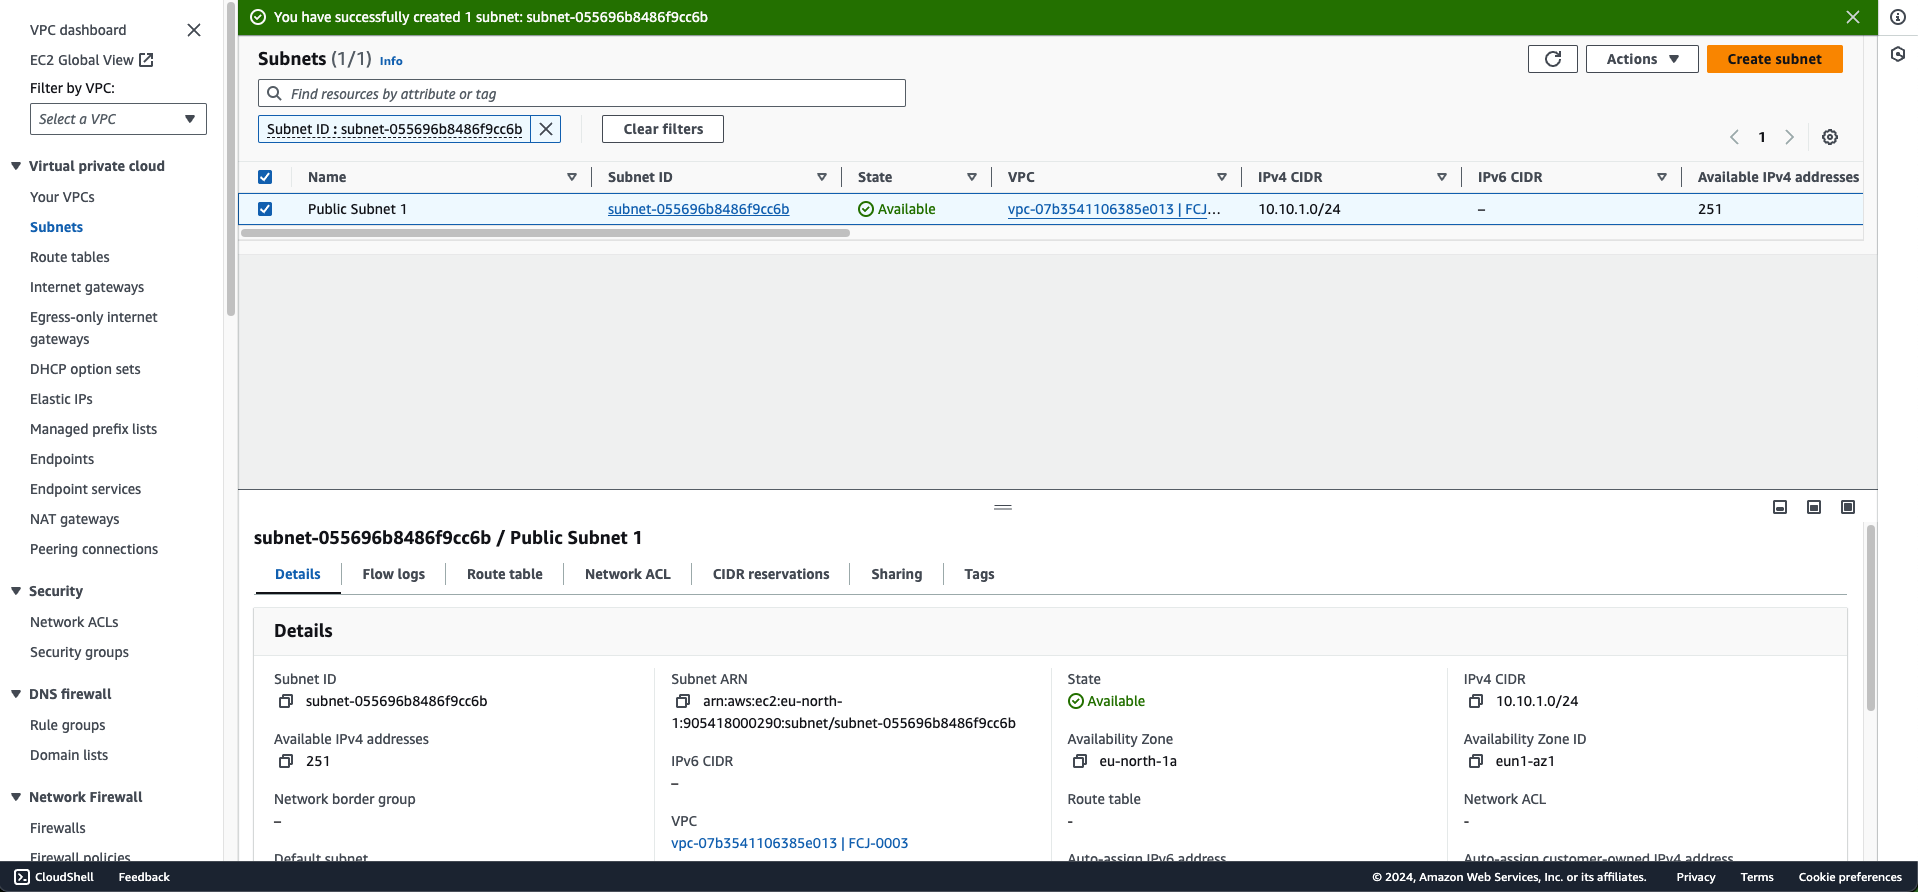 You have successfully created 1 subnet: subnet-055696b8486f9cc6b
VPC dashboard
EC2 Global View
Filter by VPC:
Select a VPC
Virtual private cloud
Your VPCs
Subnets
Route tables
Internet gateways
Egress-only internet
gateways
DHCP option sets
Elastic IPs
Managed prefix lists
Endpoints
Endpoint services
NAT gateways
Peering connections
Security
Network ACLs
Security groups
DNS firewall
Rule groups
Domain lists
Network Firewall
Firewalls
Firewall policies
Subnets (1/1) Info
Actions
Create subnet
Find resources by attribute or tag
Subnet ID : subnet-055696b8486f9cc6b
Clear filters
1
Name Subnet ID State VPC IPv4 CIDR IPv6 CIDR Available IPv4 addresses
Public Subnet 1 subnet-055696b8486f9cc6b Available vpc-07b3541106385e013 | FCJ... 10.10.1.0/24 – 251
subnet-055696b8486f9cc6b / Public Subnet 1
Details Flow logs Route table Network ACL CIDR reservations Sharing Tags
Details
Subnet ID
subnet-055696b8486f9cc6b
Available IPv4 addresses
251
Network border group
–
Default subnet
Subnet ARN
arn:aws:ec2:eu-north-
1:905418000290:subnet/subnet-055696b8486f9cc6b
IPv6 CIDR
–
VPC
vpc-07b3541106385e013 | FCJ-0003
State
Available
Availability Zone
eu-north-1a
Route table
-
Auto-assign IPv6 address
IPv4 CIDR
10.10.1.0/24
Availability Zone ID
eun1-az1
Network ACL
-
Auto-assign customer-owned IPv4 address
CloudShell Feedback © 2024, Amazon Web Services, Inc. or its affiliates. Privacy Terms Cookie preferences